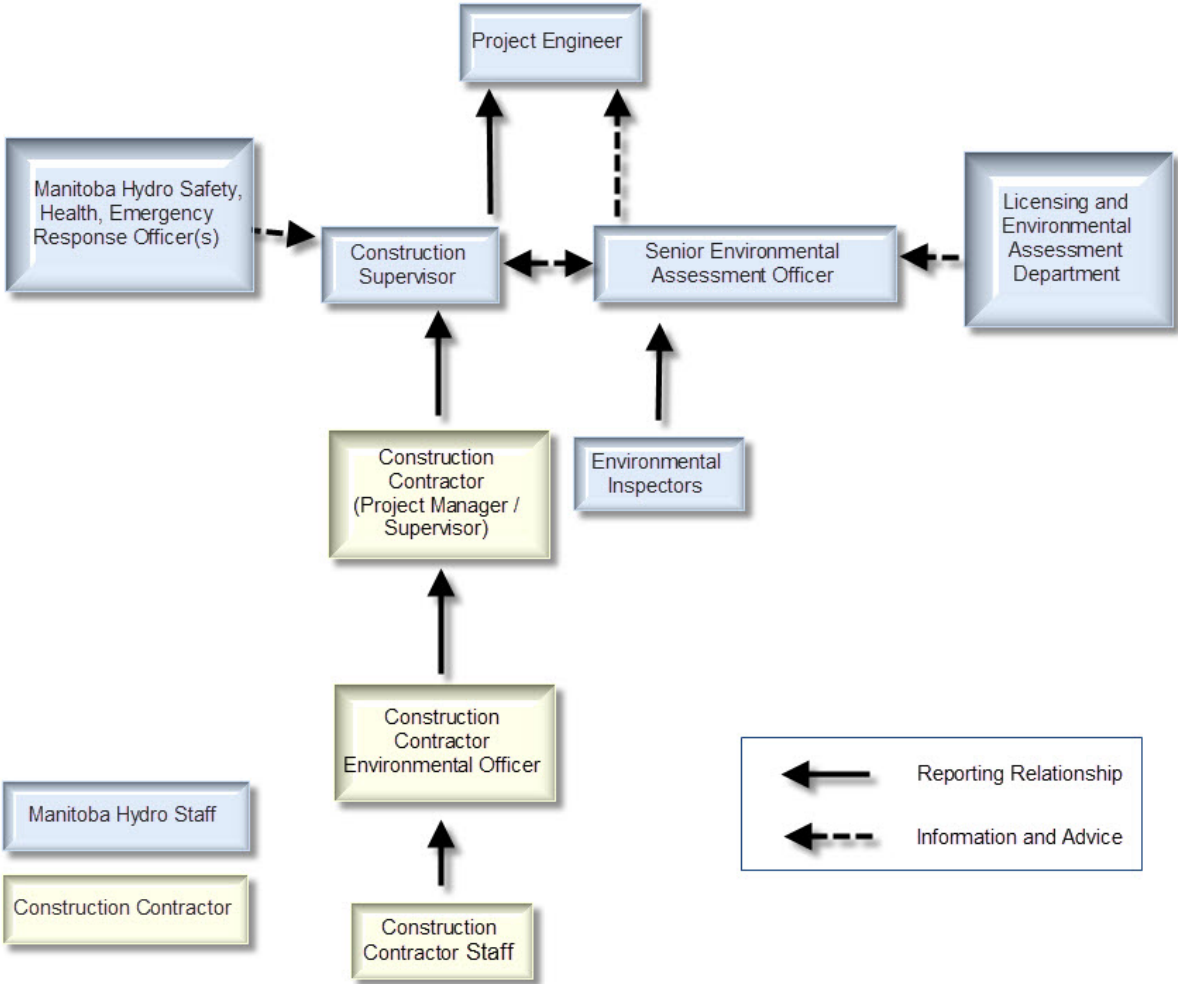 Project Engineer
Manitoba Hydro Safety,
Health, Emergency
Response Officer(s)
Construction
Supervisor
Senior Environmental
Assessment Officer
Licensing and
Environmental
Assessment
Department
Construction
Contractor
(Project Manager /
Supervisor)
Environmental
Inspectors
Construction
Contractor
Environmental Officer
Construction
Contractor Staff
Manitoba Hydro Staff
Construction Contractor
Reporting Relationship
Information and Advice